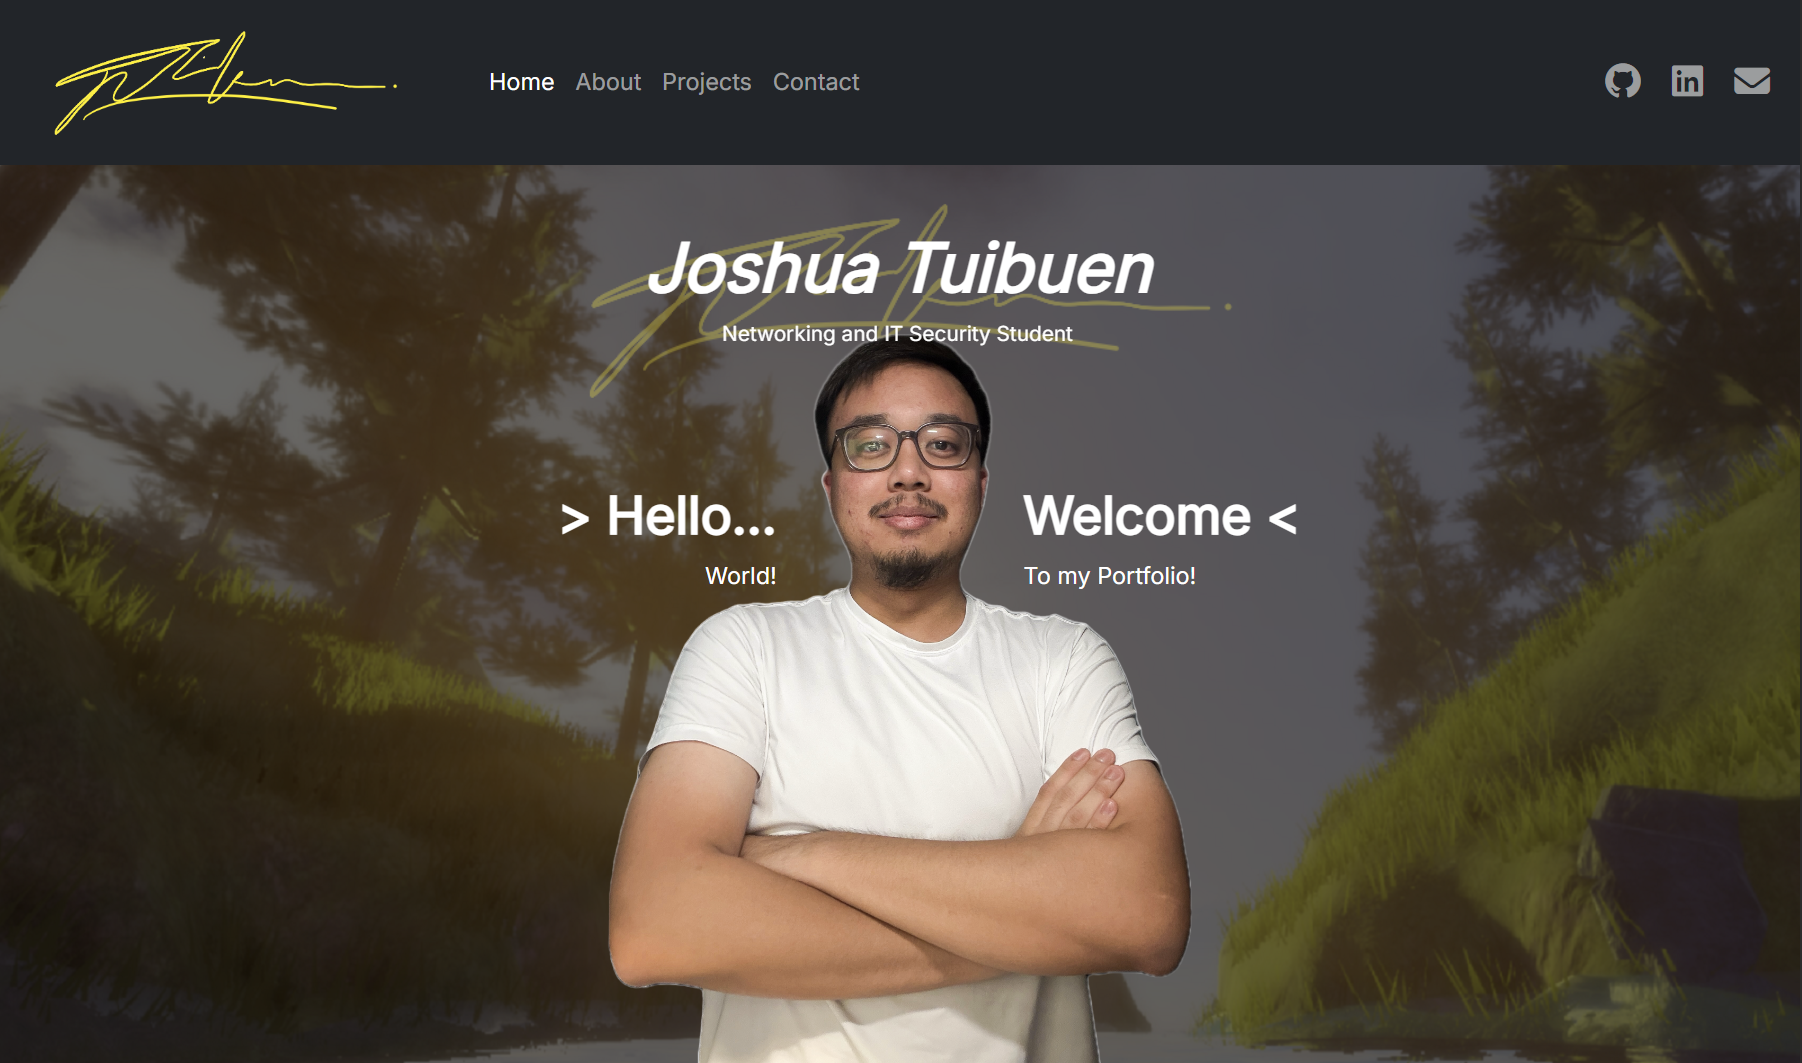 Home About Projects Contact
Joshua Tuibuen
Networking and IT Security Student
> Hello...
World!
Welcome <
To my Portfolio!